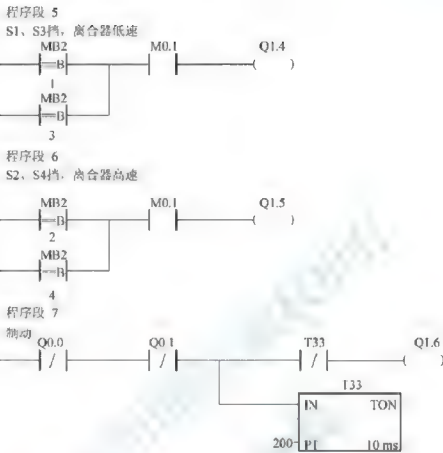 程序段 5
S1、S3挡，离合器低速
MB2 M0.1 Q1.4
==B
1
MB2
==B
3
程序段 6
S2、S4挡，离合器高速
MB2 M0.1 Q1.5
==B
2
MB2
==B
4
程序段 7
制动
Q0.0 Q0.1 T33 Q1.6
T33
IN TON
200 PT 10 ms